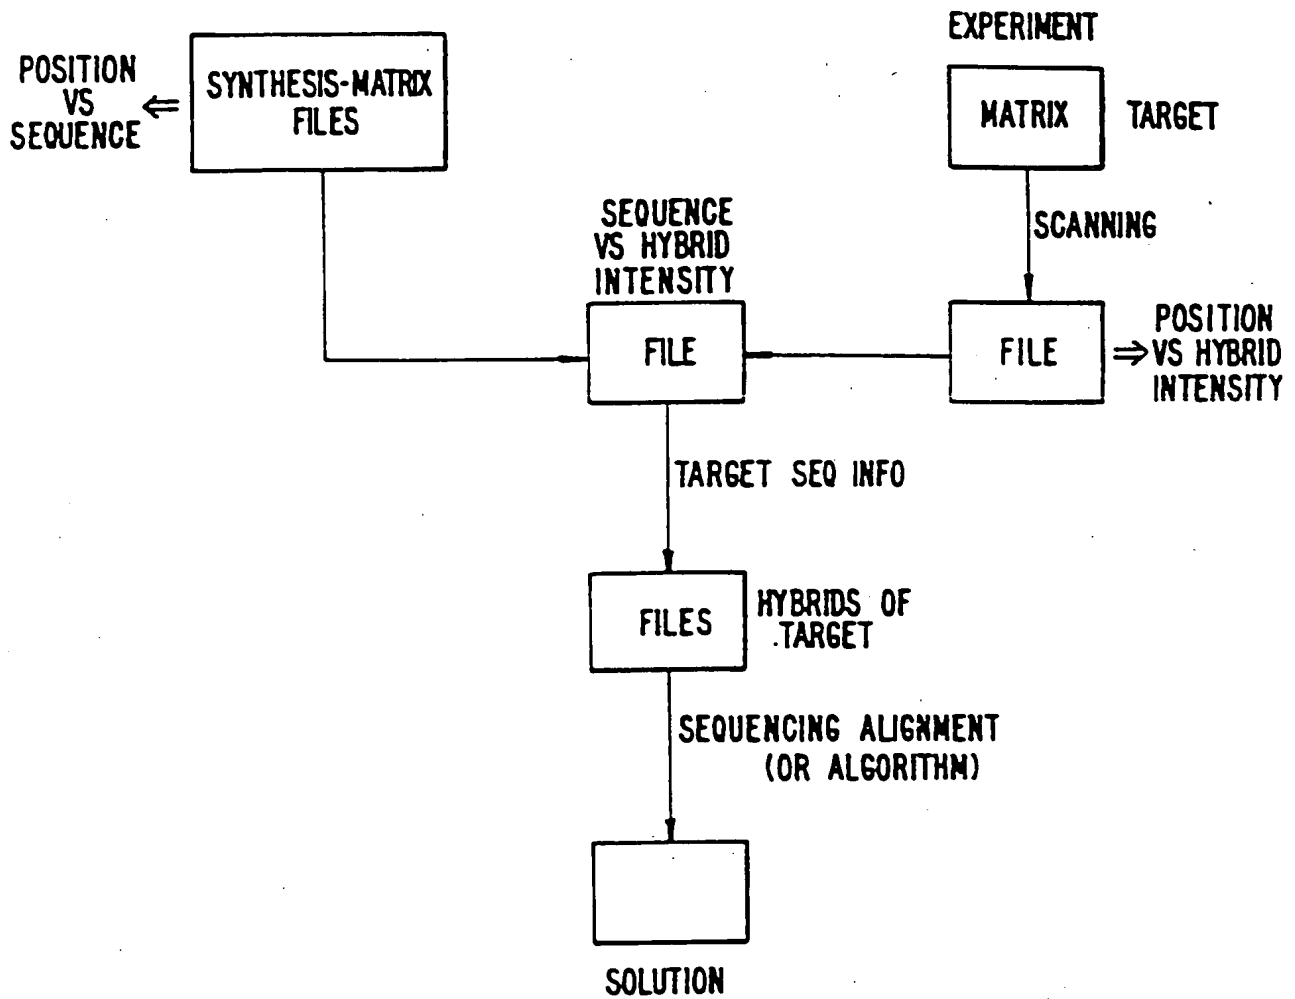 EXPERIMENT
POSITION
VS
SEQUENCE
SYNTHESIS-MATRIX
FILES
MATRIX
TARGET
SCANNING
SEQUENCE
VS HYBRID
INTENSITY
FILE
FILE
POSITION
VS HYBRID
INTENSITY
TARGET SEQ INFO
FILES
HYBRIDS OF
TARGET
SEQUENCING ALIGNMENT
(OR ALGORITHM)
SOLUTION